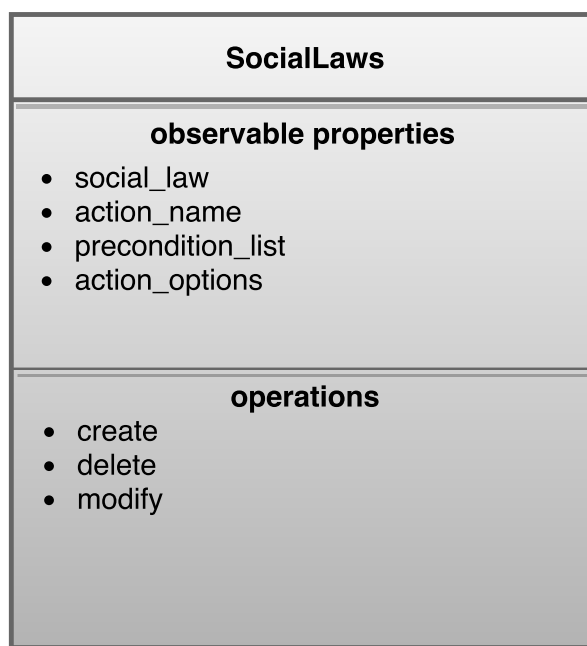 SocialLaws
observable properties
• social_law
• action_name
• precondition_list
• action_options
operations
• create
• delete
• modify